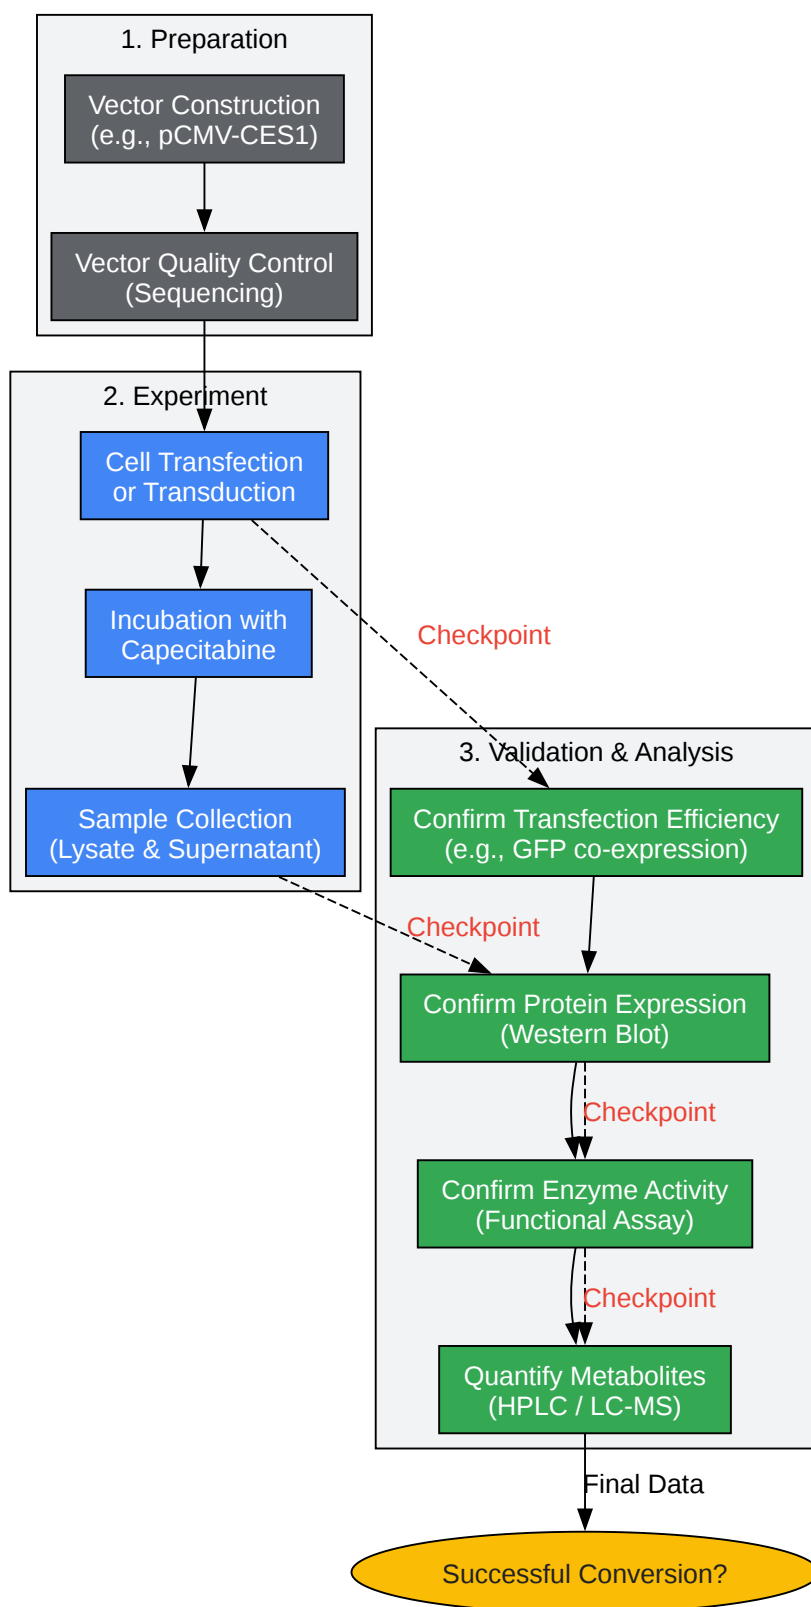 1. Preparation
Vector Construction
(e.g., pCMV-CES1)
Vector Quality Control
(Sequencing)
2. Experiment
Cell Transfection
or Transduction
Incubation with
Capecitabine
Checkpoint
3. Validation & Analysis
Sample Collection
(Lysate & Supernatant)
Confirm Transfection Efficiency
(e.g., GFP co-expression)
Checkpoint
Confirm Protein Expression
(Western Blot)
Checkpoint
Confirm Enzyme Activity
(Functional Assay)
Checkpoint
Quantify Metabolites
(HPLC / LC-MS)
Final Data
Successful Conversion?